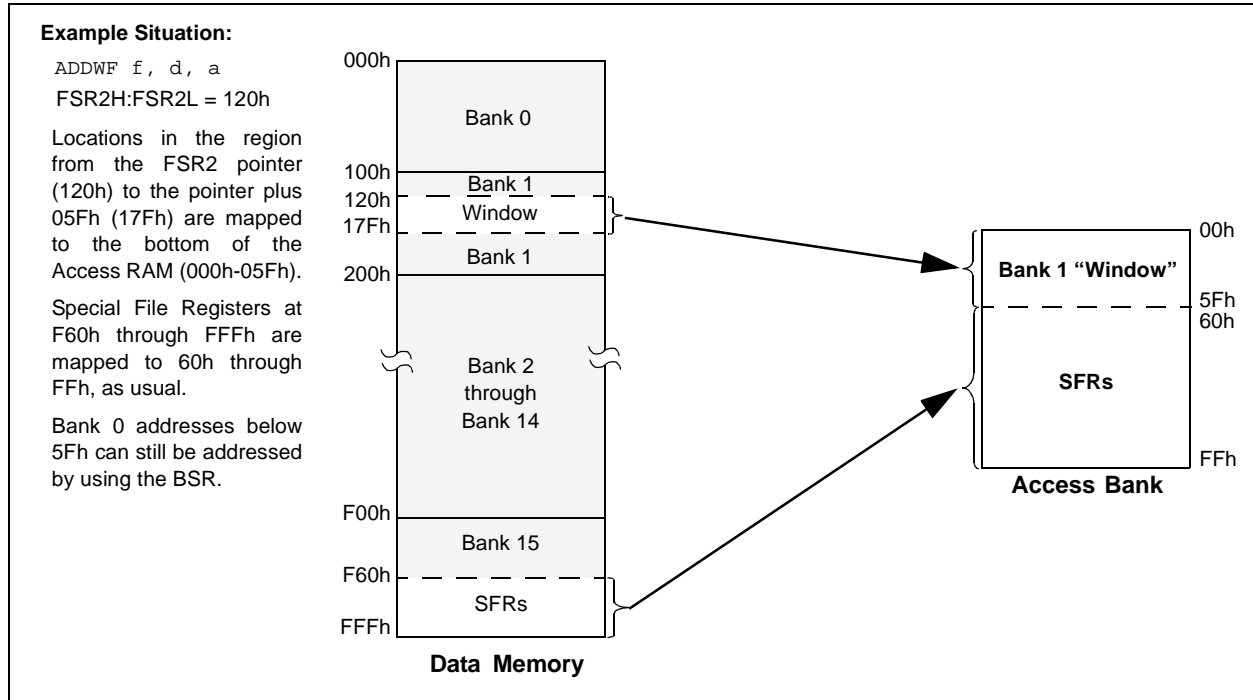 Example Situation:
ADDWF f, d, a
FSR2H:FSR2L = 120h
Locations in the region
from the FSR2 pointer
(120h) to the pointer plus
05Fh (17Fh) are mapped
to the bottom of the
Access RAM (000h-05Fh).
Special File Registers at
F60h through FFFh are
mapped to 60h through
FFh, as usual.
Bank 0 addresses below
5Fh can still be addressed
by using the BSR.
000h
Bank 0
100h
Bank 1
120h
Window
17Fh
Bank 1
200h
Bank 2
through
Bank 14
F00h
Bank 15
F60h
SFRs
FFFh
Data Memory
00h
Bank 1 “Window”
5Fh
60h
SFRs
FFh
Access Bank